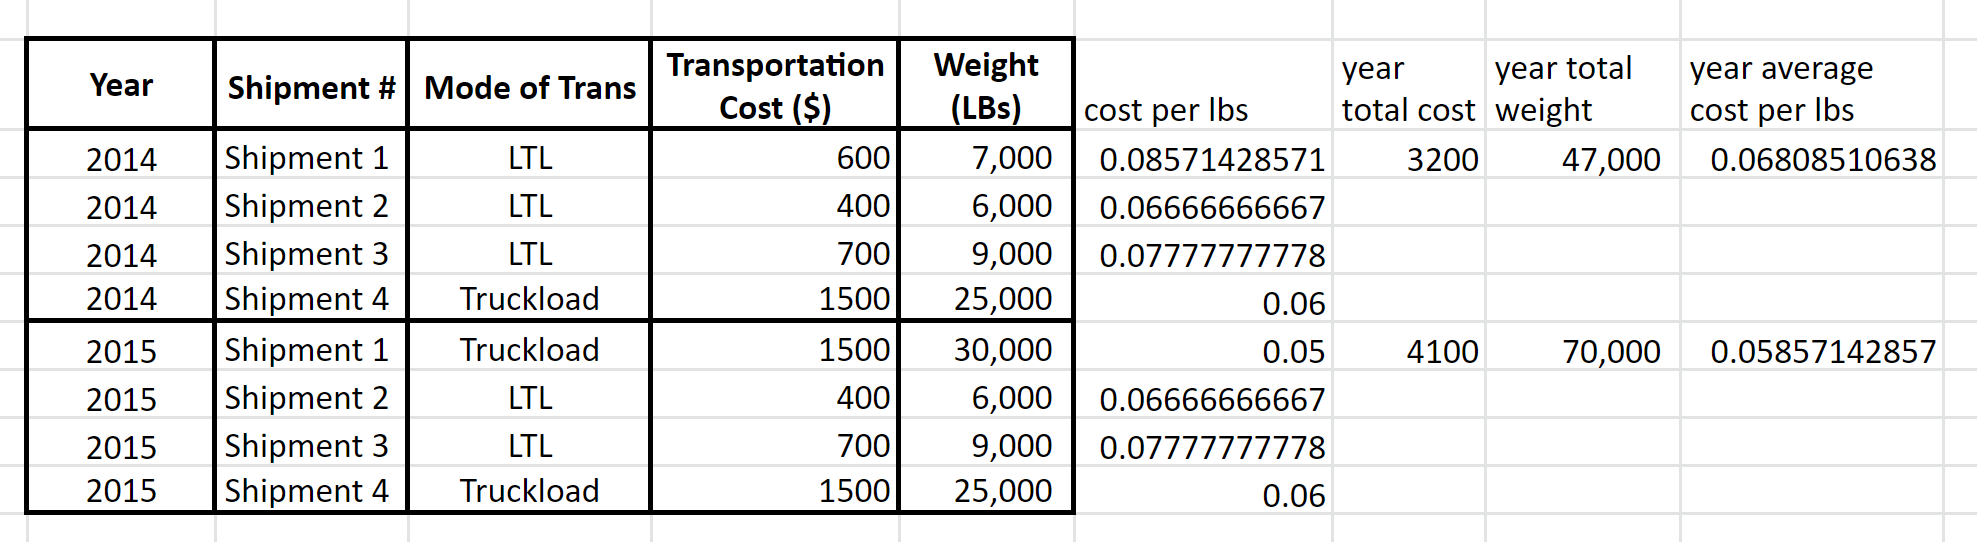 Year Shipment # Mode of Trans Transportation Cost ($) Weight (LBs) cost per lbs year total cost year total weight year average cost per lbs
2014 Shipment 1 LTL 600 7,000 0.08571428571 3200 47,000 0.06808510638
2014 Shipment 2 LTL 400 6,000 0.06666666667
2014 Shipment 3 LTL 700 9,000 0.07777777778
2014 Shipment 4 Truckload 1500 25,000 0.06
2015 Shipment 1 Truckload 1500 30,000 0.05 4100 70,000 0.05857142857
2015 Shipment 2 LTL 400 6,000 0.06666666667
2015 Shipment 3 LTL 700 9,000 0.07777777778
2015 Shipment 4 Truckload 1500 25,000 0.06